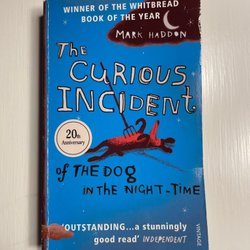 WINNER OF THE WHITBREAD
BOOK OF THE YEAR
MARK HADDON
The
CURIOUS
INCIDENT
20th
Anniversary
of THE DOG
IN THE NIGHT-TIME
'OUTSTANDING...a stunningly
good read' INDEPENDENT
VINTAGE